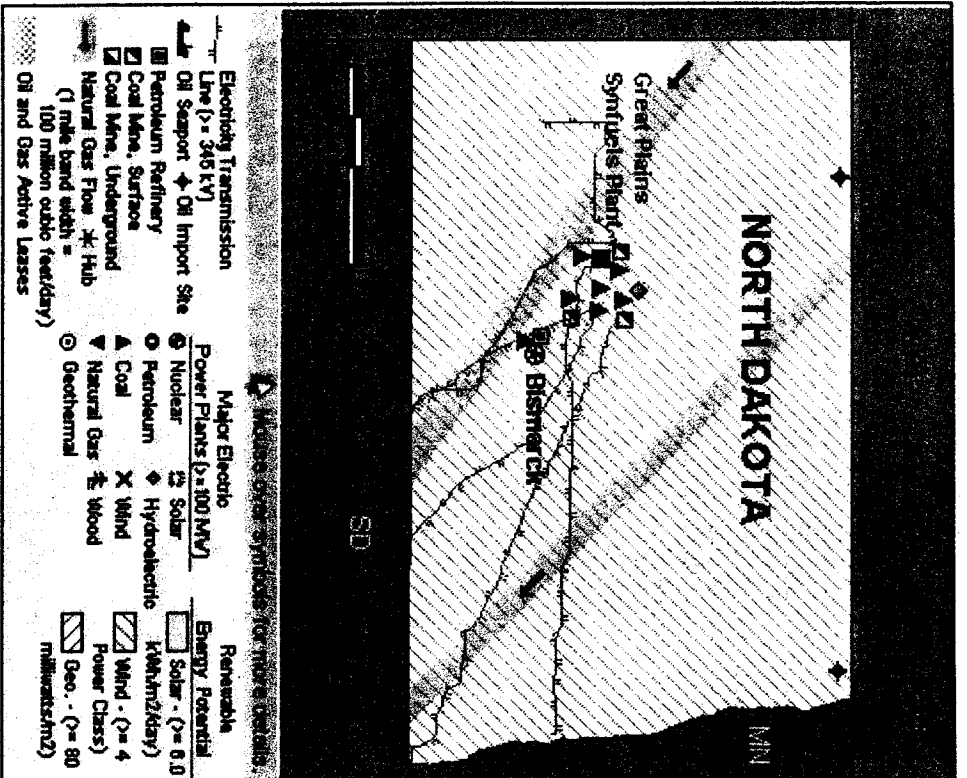 NORTH DAKOTA
Great Plains
Synfuels Plant
Bismarck
MN
SD
Mouse over symbols for more details.
Electricity Transmission
Line (>= 345 kV)
Oil Seaport
Oil Import Site
Petroleum Refinery
Coal Mine, Surface
Coal Mine, Underground
Natural Gas Flow
Hub
(1 mile band width =
100 million cubic feet/day)
Oil and Gas Active Leases
Major Electric
Power Plants (>=100 MW)
Nuclear
Solar
Petroleum
Hydroelectric
Coal
Wind
Natural Gas
Wood
Geothermal
Renewable
Energy Potential
Solar - (>= 6.0
kWh/m2/day)
Wind - (>= 4
Power Class)
Geo. - (>= 80
milliwatts/m2)